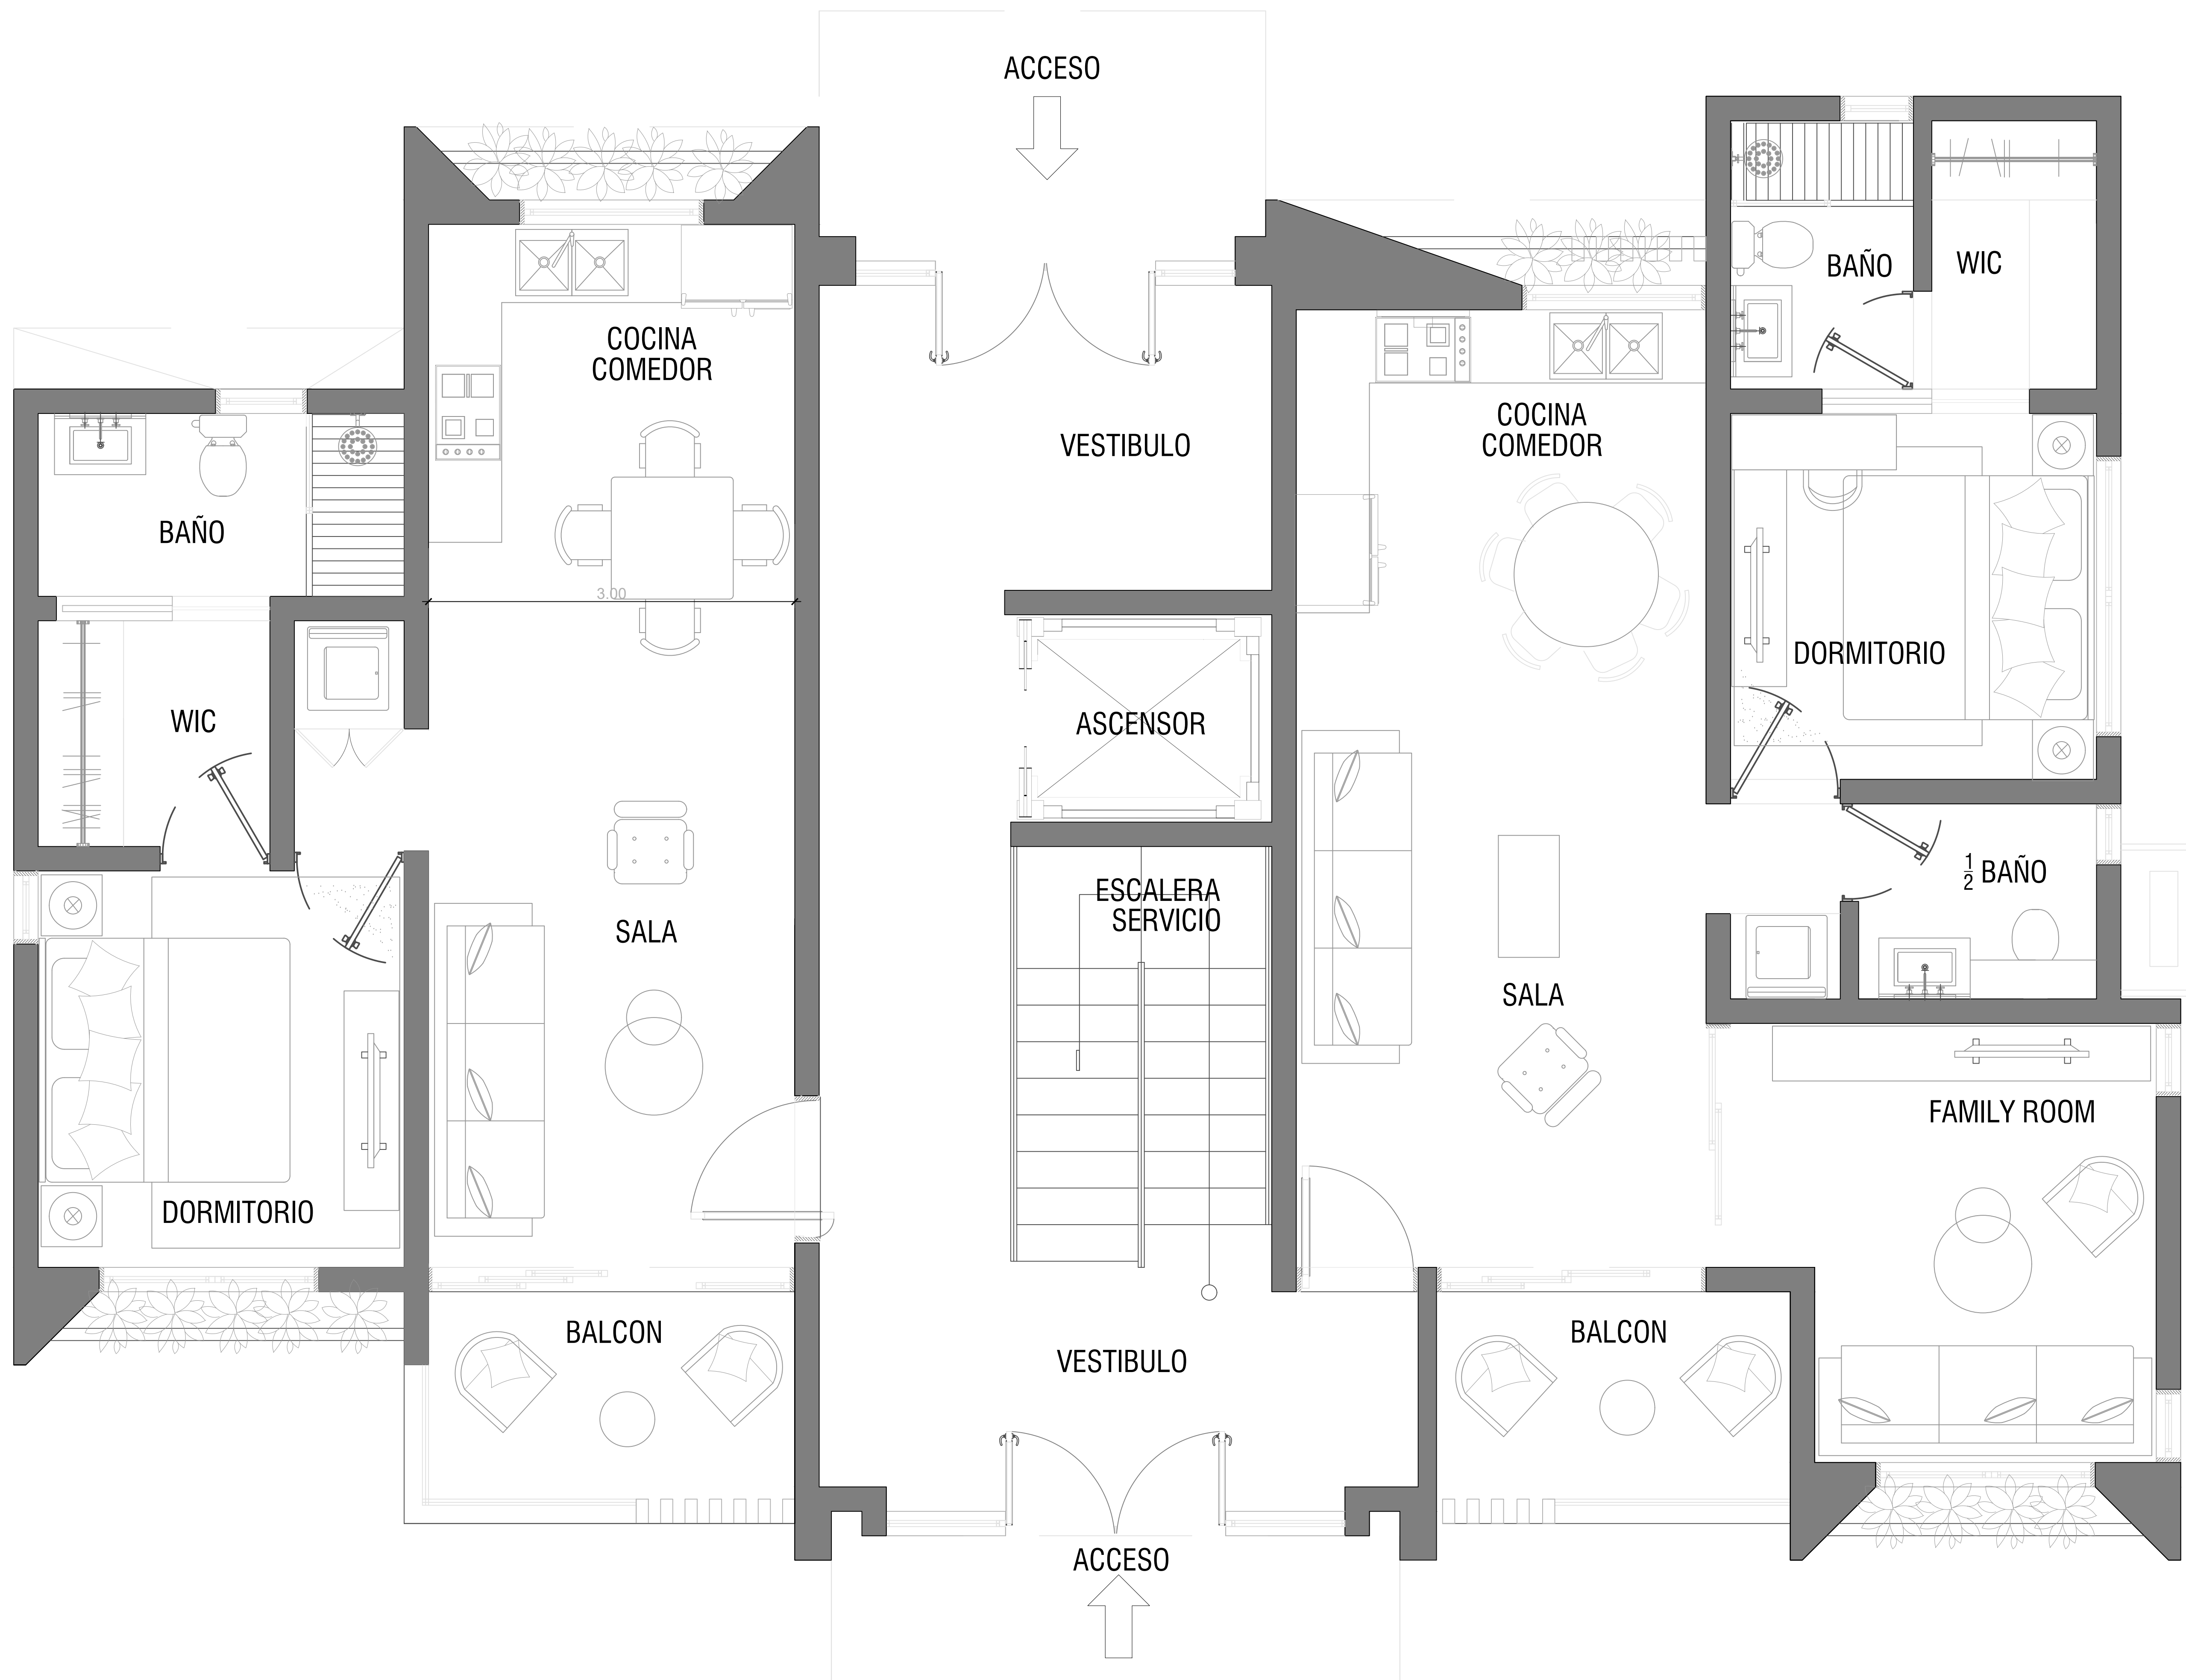 ACCESO
BAÑO
WIC
COCINA
COMEDOR
COCINA
COMEDOR
VESTIBULO
BAÑO
3.00
DORMITORIO
WIC
ASCENSOR
ESCALERA
SERVICIO
1/2 BAÑO
SALA
SALA
FAMILY ROOM
DORMITORIO
BALCON
VESTIBULO
BALCON
ACCESO